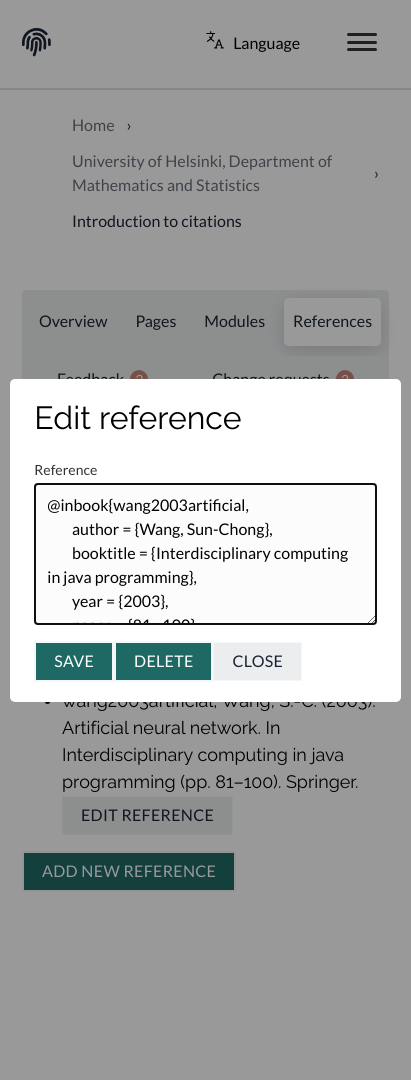 Language
Home ›
University of Helsinki, Department of
Mathematics and Statistics ›
Introduction to citations
Overview Pages Modules References
Feedback Change requests
Edit reference
Reference
@inbook{wang2003artificial,
author = {Wang, Sun-Chong},
booktitle = {Interdisciplinary computing
in java programming},
year = {2003},
pages = {81--100},
SAVE DELETE CLOSE
wang2003artificial, Wang, S.-C. (2003).
Artificial neural network. In
Interdisciplinary computing in java
programming (pp. 81–100). Springer.
EDIT REFERENCE
ADD NEW REFERENCE